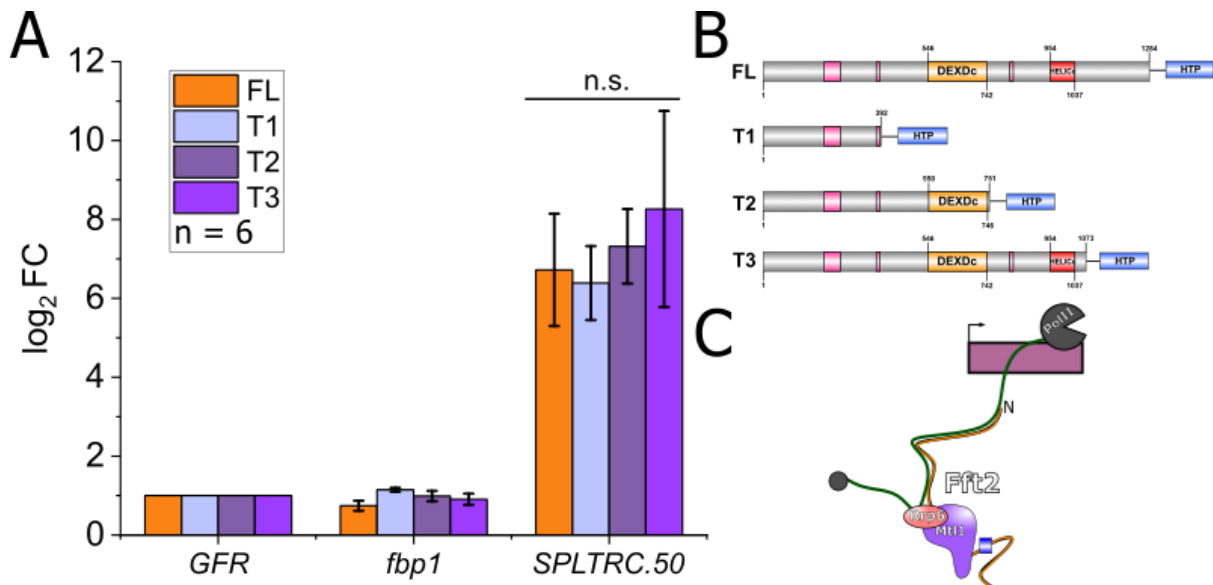 A
log2 FC
12
10
8
6
4
2
0
FL
T1
T2
T3
n = 6
n.s.
GFR
fbp1
SPLTRC.50
B
FL
546
954
1284
DEXDc
HELICc
HTP
1
742
1037
T1
392
HTP
1
T2
550
751
DEXDc
HTP
1
746
T3
546
954
1073
DEXDc
HELICc
HTP
1
742
1037
C
PolII
N
Fft2
Rrp6
Mtl1